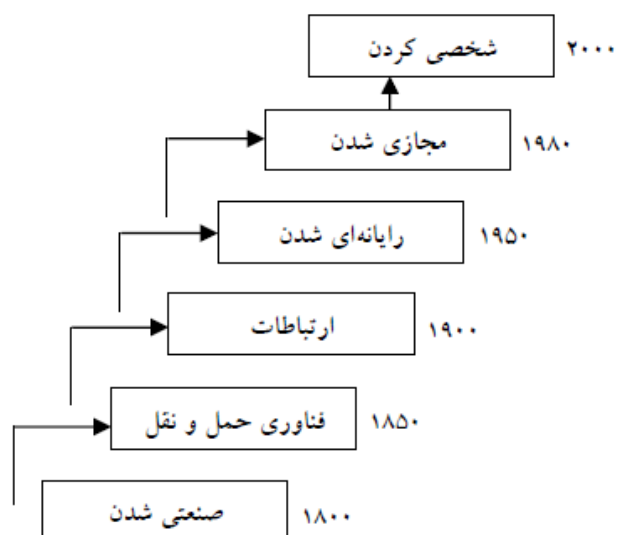 شخصی کردن ۲۰۰۰
مجازی شدن ۱۹۸۰
رایانه‌ای شدن ۱۹۵۰
ارتباطات ۱۹۰۰
فناوری حمل و نقل ۱۸۵۰
صنعتی شدن ۱۸۰۰